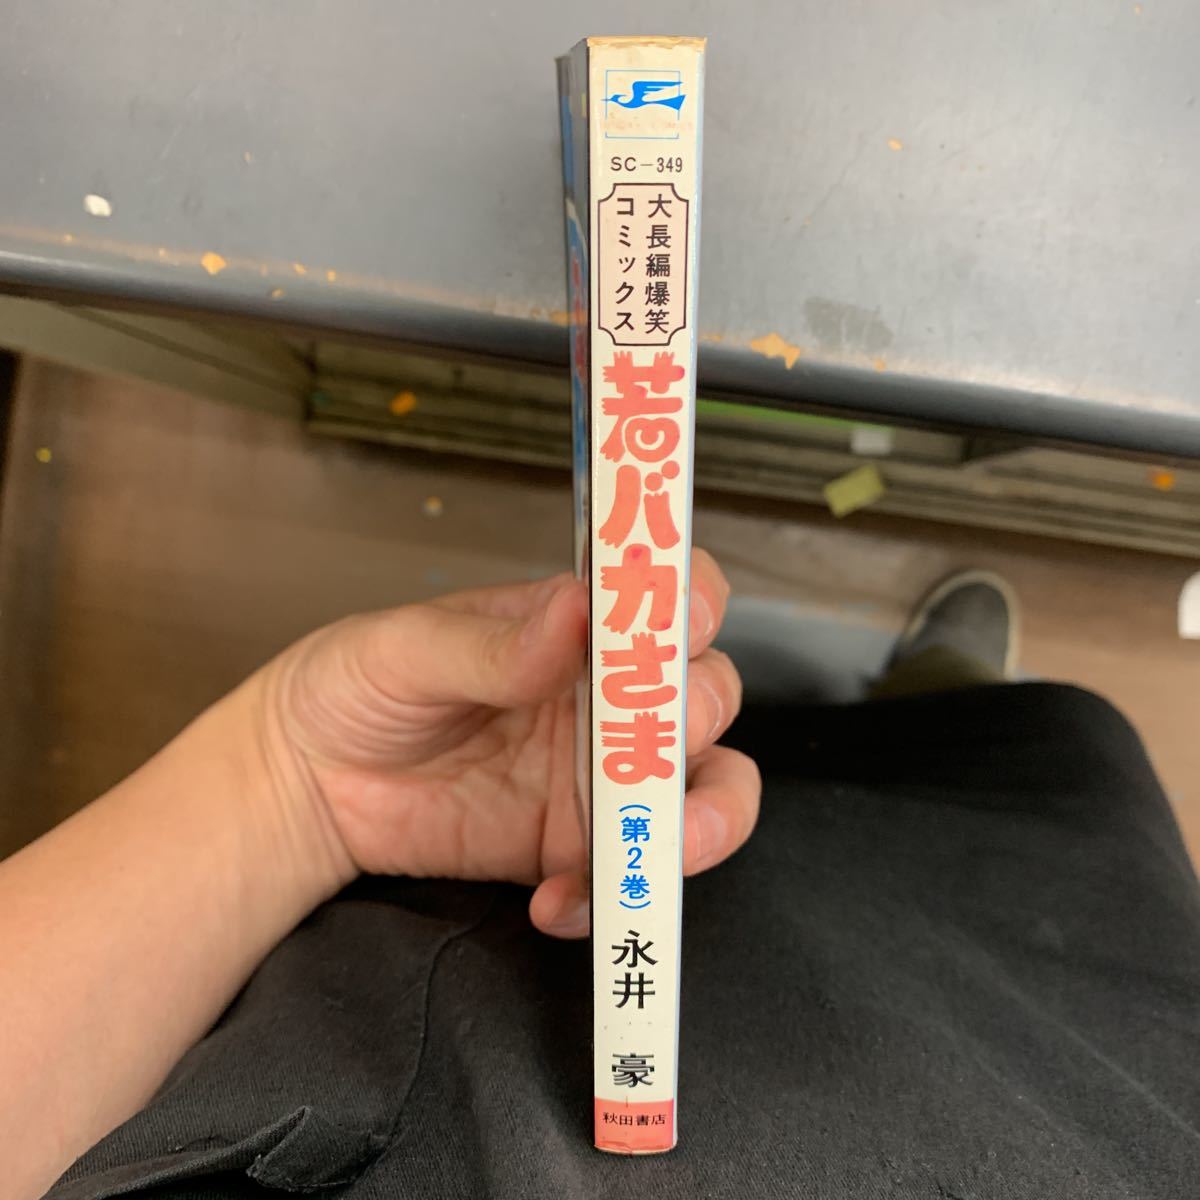 SC-349
大長編爆笑
コミックス
若バカさま
(第2巻)
永井
豪
秋田書店